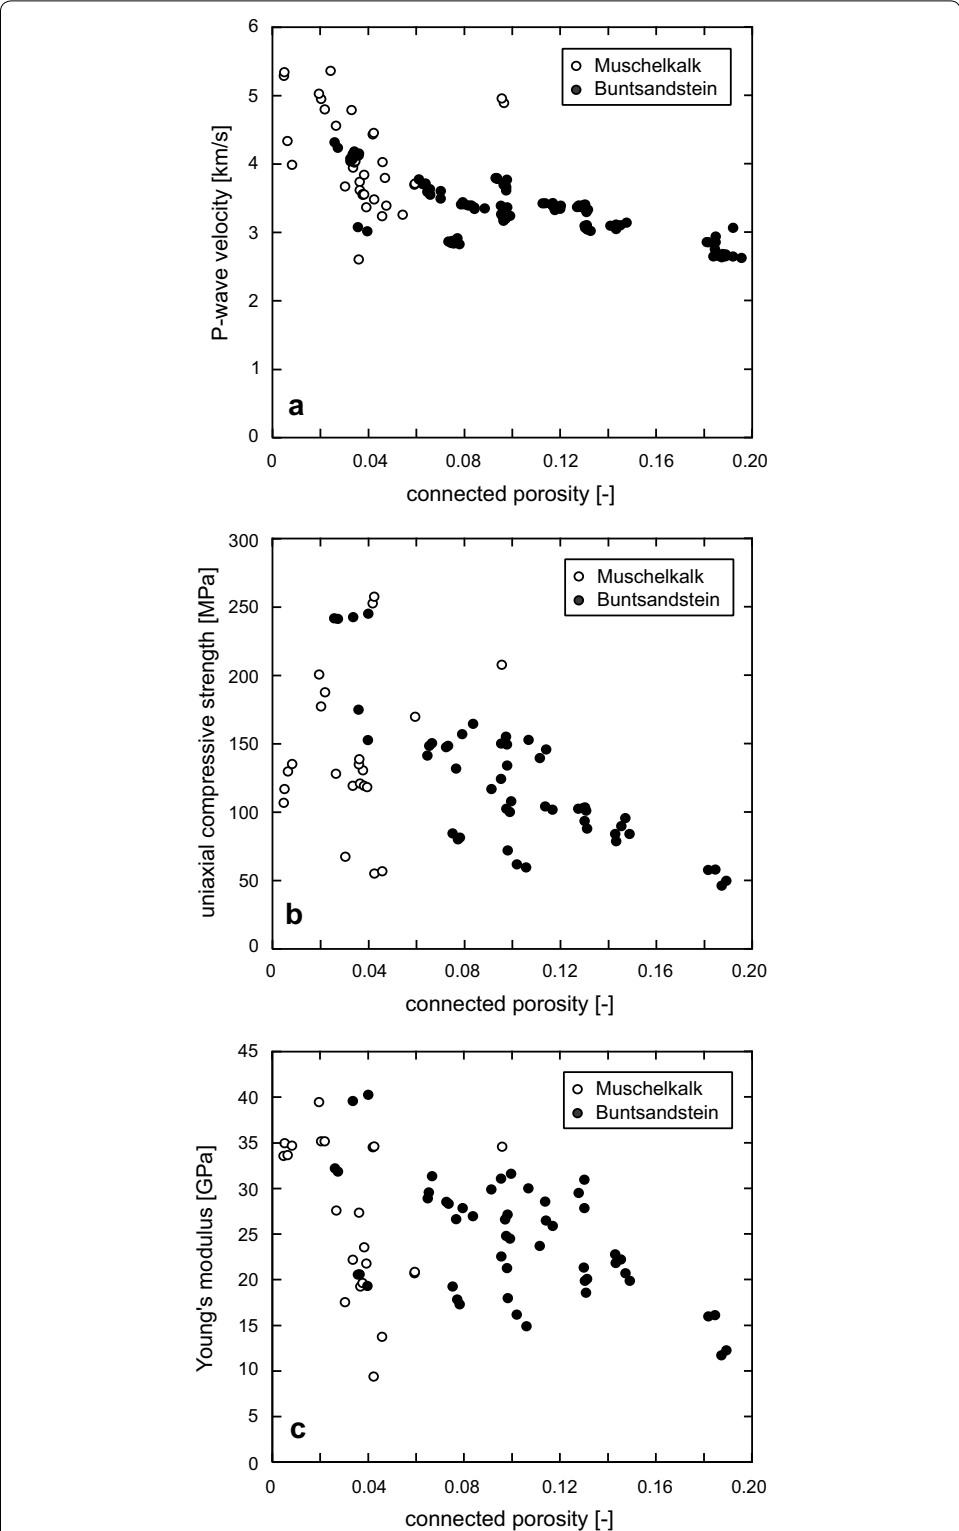 6
5
4
3
2
1
0
P-wave velocity [km/s]
Muschelkalk
Buntsandstein
a
0 0.04 0.08 0.12 0.16 0.20
connected porosity [-]
300
250
200
150
100
50
0
uniaxial compressive strength [MPa]
Muschelkalk
Buntsandstein
b
0 0.04 0.08 0.12 0.16 0.20
connected porosity [-]
45
40
35
30
25
20
15
10
5
0
Young's modulus [GPa]
Muschelkalk
Buntsandstein
c
0 0.04 0.08 0.12 0.16 0.20
connected porosity [-]